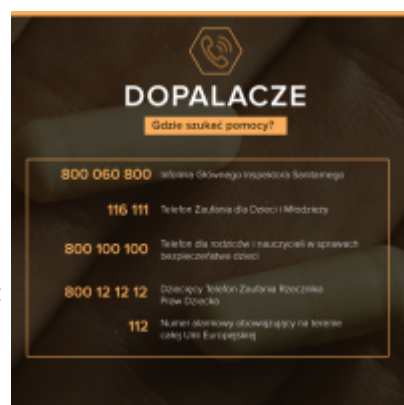 DOPALACZE
Gdzie szukać pomocy?
800 060 800 Infolinia Głównego Inspektora Sanitarnego
116 111 Telefon Zaufania dla Dzieci i Młodzieży
800 100 100 Telefon dla rodziców i nauczycieli w sprawach
bezpieczeństwa dzieci
800 12 12 12 Dziecięcy Telefon Zaufania Rzecznika
Praw Dziecka
112 Numer alarmowy obowiązujący na terenie
całej Unii Europejskiej